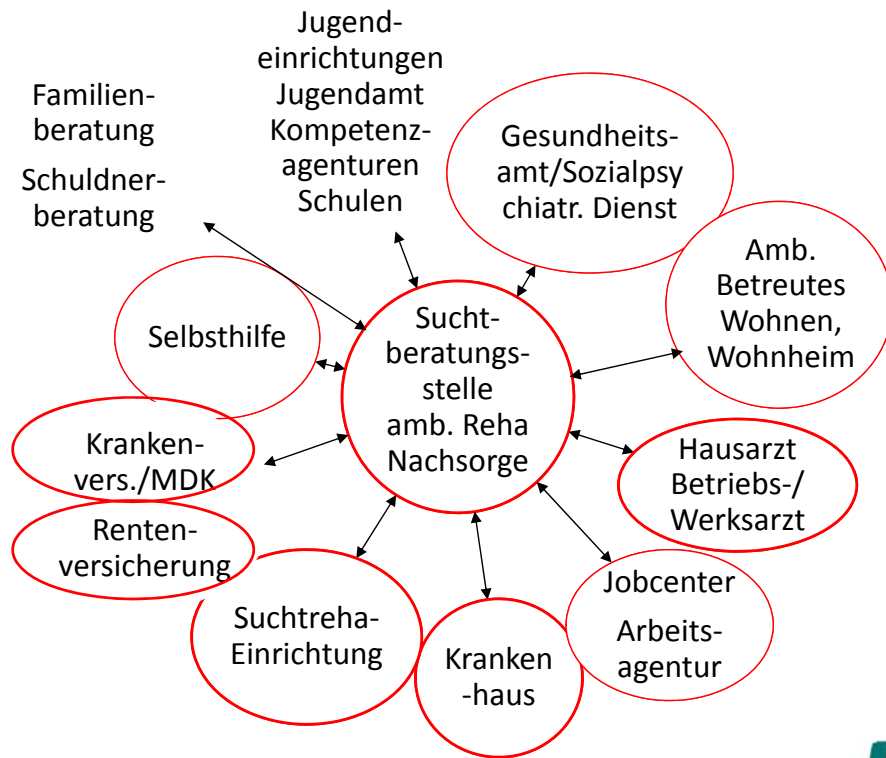 Jugend-
einrichtungen
Jugendamt
Kompetenz-
agenturen
Schulen
Familien-
beratung
Schuldner-
beratung
Gesundheits-
amt/Sozialpsy
chiatr. Dienst
Amb.
Betreutes
Wohnen,
Wohnheim
Selbsthilfe
Sucht-
beratungs-
stelle
amb. Reha
Nachsorge
Kranken-
vers./MDK
Hausarzt
Betriebs-/
Werksarzt
Renten-
versicherung
Suchtreha-
Einrichtung
Kranken
-haus
Jobcenter
Arbeits-
agentur